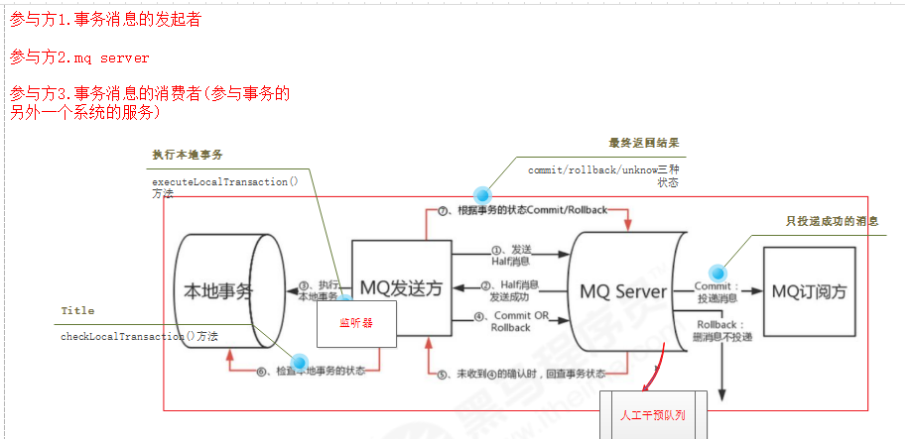 参与方1.事务消息的发起者
参与方2.mq server
参与方3.事务消息的消费者(参与事务的
另外一个系统的服务)
执行本地事务
executeLocalTransaction()
方法
最终返回结果
commit/rollback/unknow三种
状态
只投递成功的消息
Title
checkLocalTransaction()方法
⑦、根据事务的状态Commit/Rollback
①、发送
Half消息
②、Half消息
发送成功
③、执行
本地事务
④、Commit OR
Rollback
⑤、未收到④的确认时，回查事务状态
⑥、检查本地事务的状态
本地事务
MQ发送方
监听器
MQ Server
Commit：
投递消息
Rollback：
消息不投递
MQ订阅方
人工干预队列
黑马程序员
www.ithe